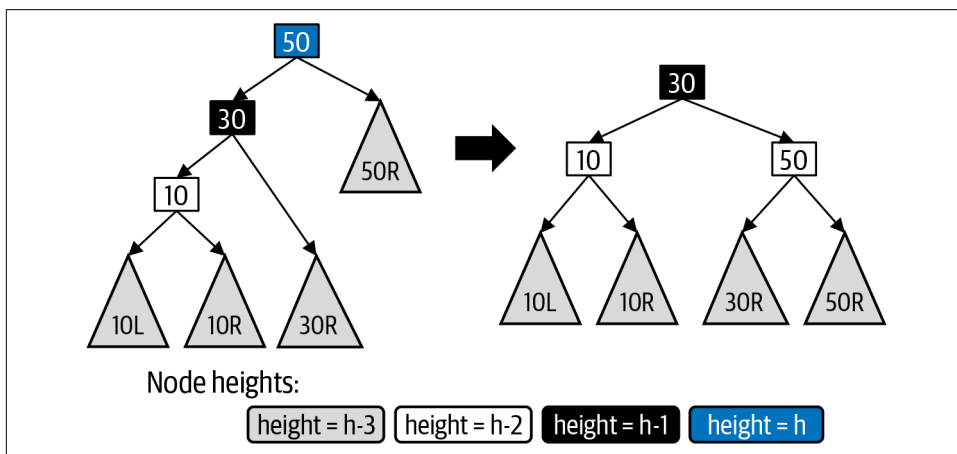 50
30
30
50R
10
50
10
10L
10R
30R
50R
10L
10R
30R
Node heights:
height = h-3
height = h-2
height = h-1
height = h